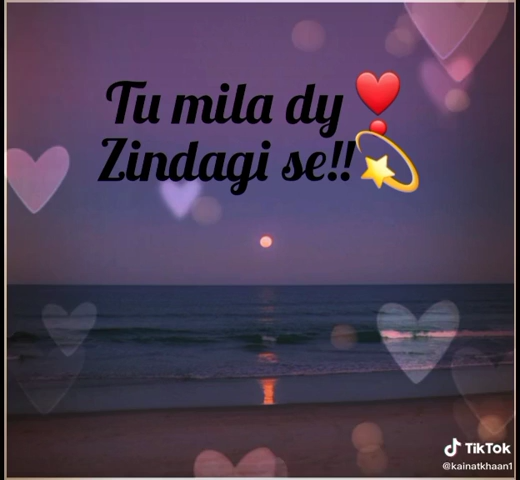 Tu mila dy ❣️
Zindagi se!!💫
TikTok
@kainatkhaan1